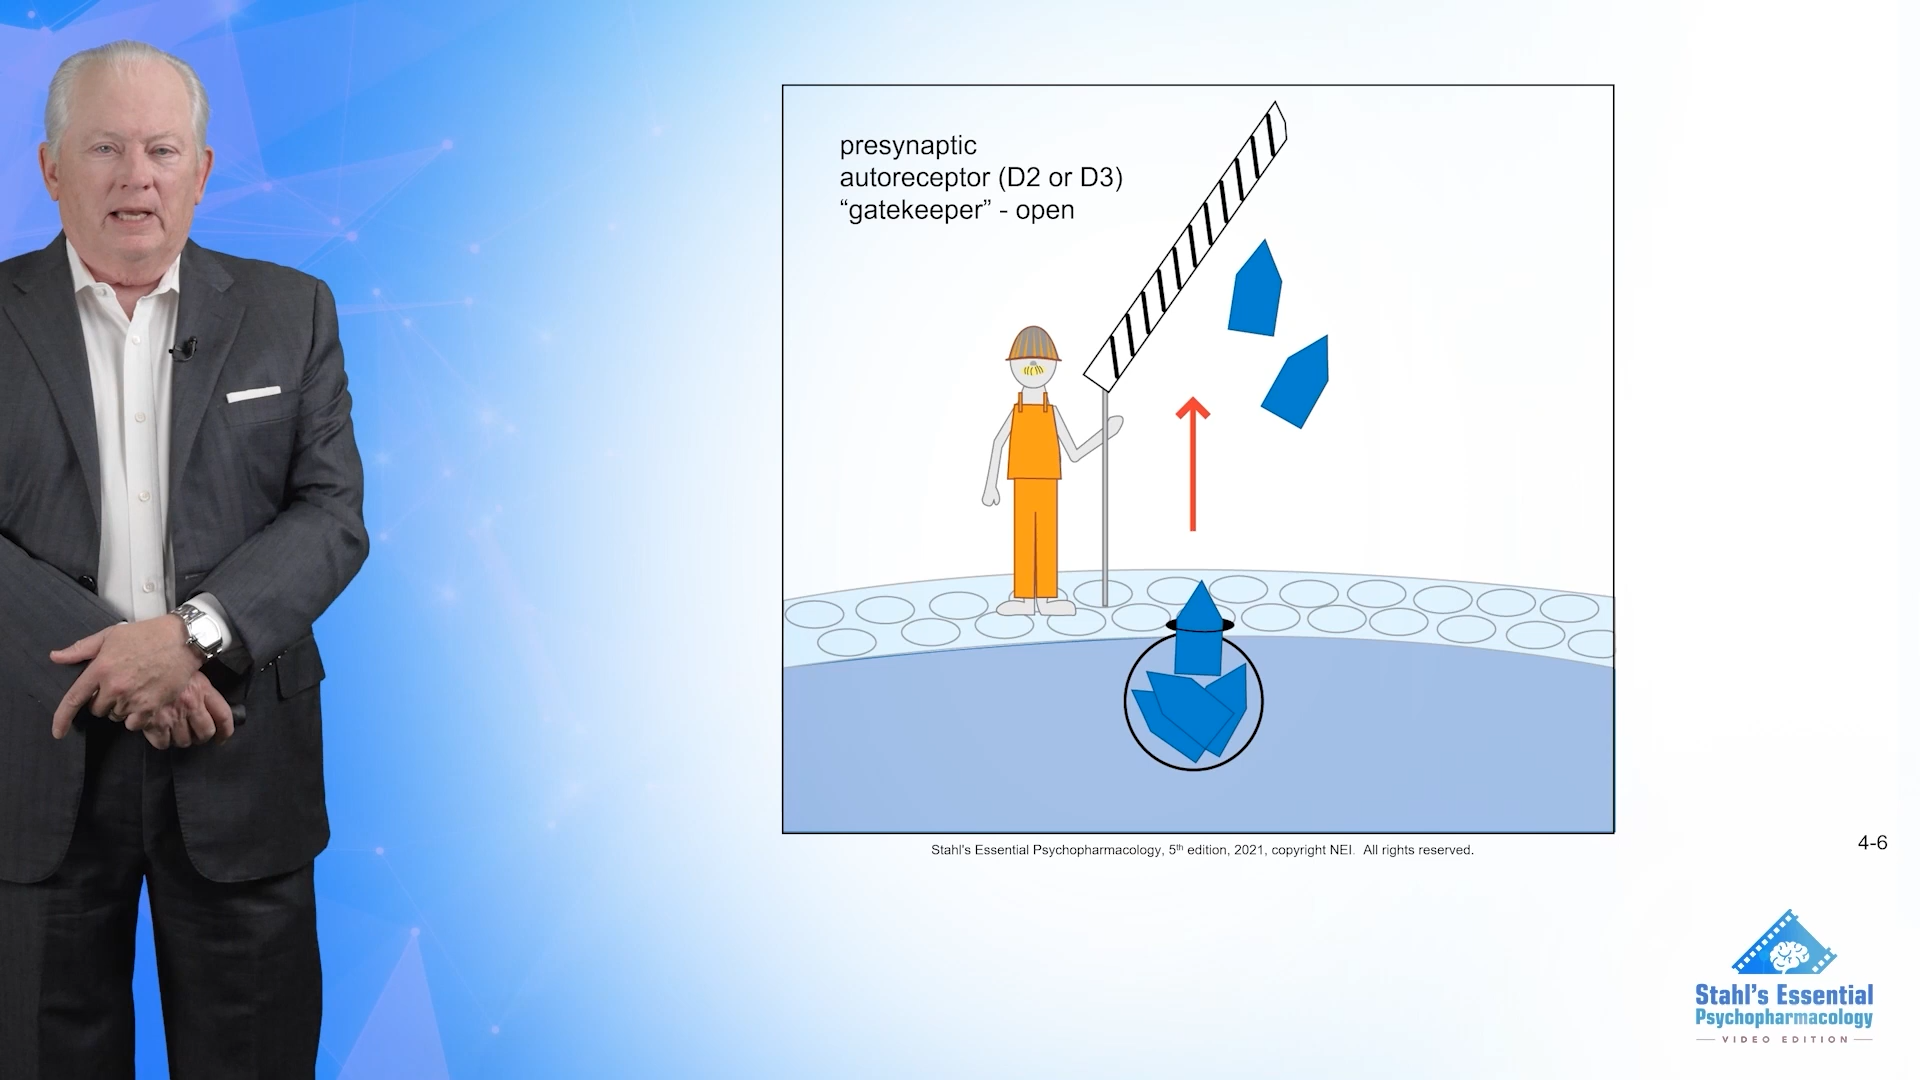 presynaptic
autoreceptor (D2 or D3)
“gatekeeper” - open
Stahl's Essential Psychopharmacology, 5th edition, 2021, copyright NEI. All rights reserved.
4-6
Stahl's Essential
Psychopharmacology
VIDEO EDITION